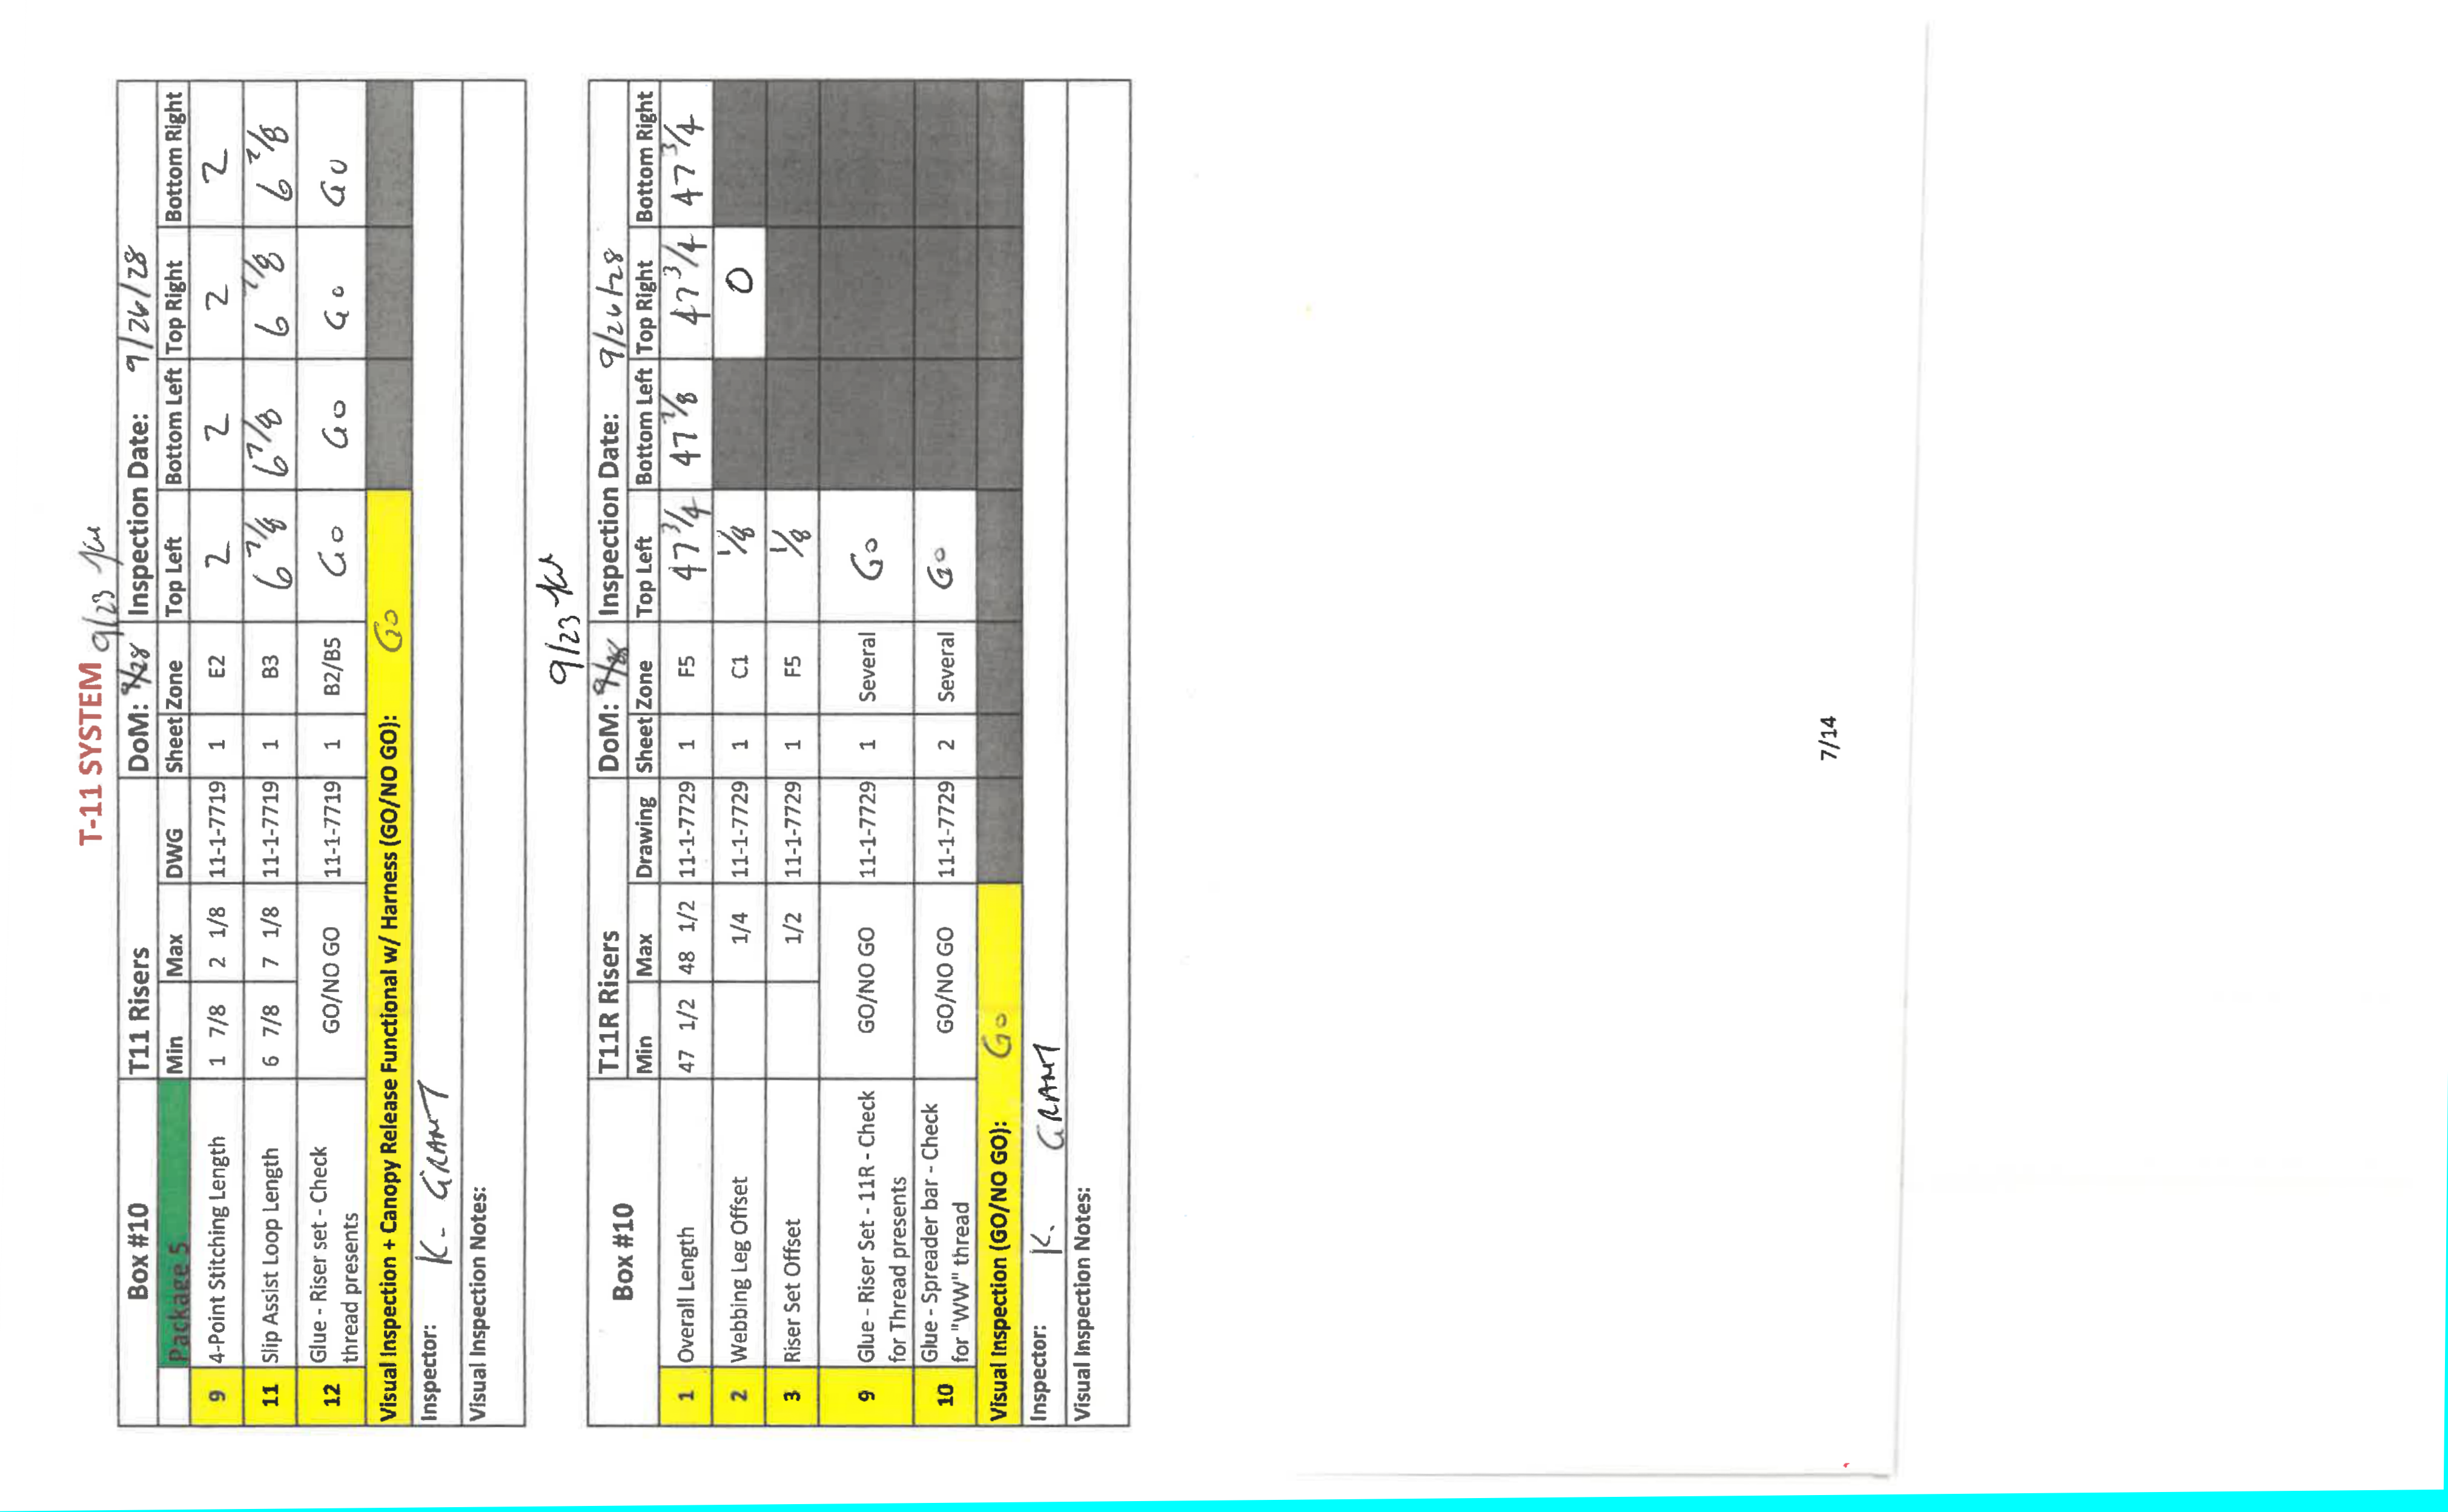 T-11 SYSTEM
9/23
Box #10 T11 Risers DoM: 9/28 Inspection Date: 9/26/28
Package 5 Min Max DWG Sheet Zone Top Left Bottom Left Top Right Bottom Right
9 4-Point Stitching Length 1 7/8 2 1/8 11-1-7719 1 E2 2 2 2 2
11 Slip Assist Loop Length 6 7/8 7 1/8 11-1-7719 1 B3 6 7/8 6 7/8 6 7/8 6 7/8
12 Glue - Riser set - Check thread presents GO/NO GO 11-1-7719 1 B2/B5 Go Go Go Go
Visual Inspection + Canopy Release Functional w/ Harness (GO/NO GO): Go
Inspector: K. GRANT
Visual Inspection Notes:
9/23
Box #10 T11R Risers DoM: Inspection Date: 9/26/28
Min Max Drawing Sheet Zone Top Left Bottom Left Top Right Bottom Right
1 Overall Length 47 1/2 48 1/2 11-1-7729 1 F5 47 3/4 47 7/8 47 3/4 47 3/4
2 Webbing Leg Offset 1/4 11-1-7729 1 C1 1/8 0
3 Riser Set Offset 1/2 11-1-7729 1 F5 1/8
9 Glue - Riser Set - 11R - Check for Thread presents GO/NO GO 11-1-7729 1 Several Go
10 Glue - Spreader bar - Check for "WW" thread GO/NO GO 11-1-7729 2 Several Go
Visual Inspection (GO/NO GO): Go
Inspector: K. GRANT
Visual Inspection Notes:
7/14